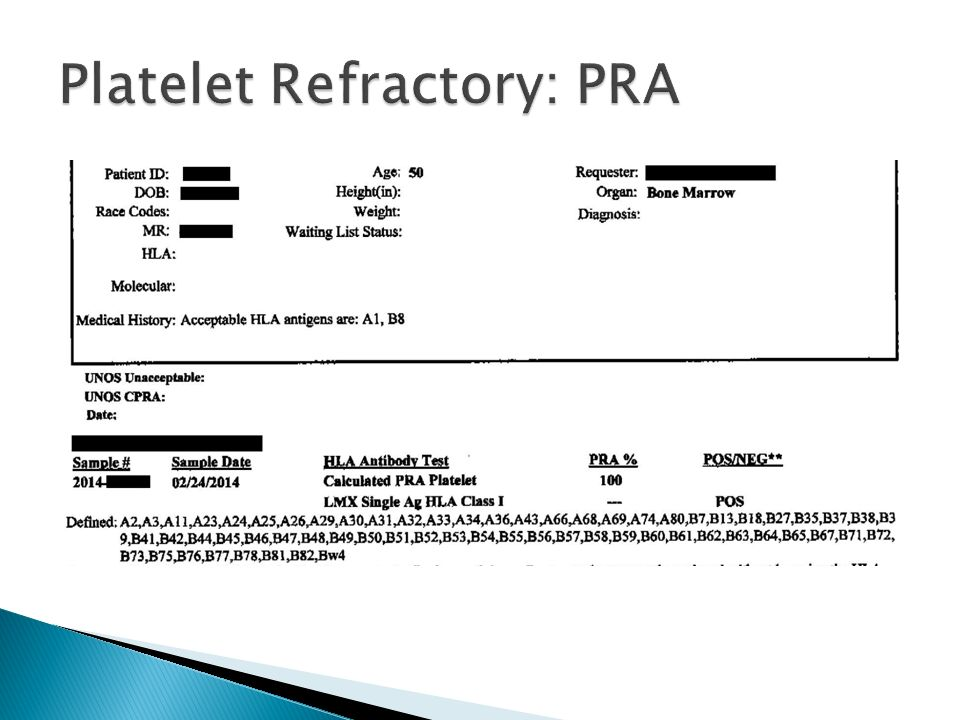 Platelet Refractory: PRA
Patient ID: Age: 50 Requester:
DOB: Height(in): Organ: Bone Marrow
Race Codes: Weight: Diagnosis:
MR: Waiting List Status:
HLA:
Molecular:
Medical History: Acceptable HLA antigens are: A1, B8
UNOS Unacceptable:
UNOS CPRA:
Date:
Sample # Sample Date HLA Antibody Test PRA % POS/NEG**
2014- 02/24/2014 Calculated PRA Platelet 100
LMX Single Ag HLA Class I --- POS
Defined: A2,A3,A11,A23,A24,A25,A26,A29,A30,A31,A32,A33,A34,A36,A43,A66,A68,A69,A74,A80,B7,B13,B18,B27,B35,B37,B38,B3
9,B41,B42,B44,B45,B46,B47,B48,B49,B50,B51,B52,B53,B54,B55,B56,B57,B58,B59,B60,B61,B62,B63,B64,B65,B67,B71,B72,
B73,B75,B76,B77,B78,B81,B82,Bw4